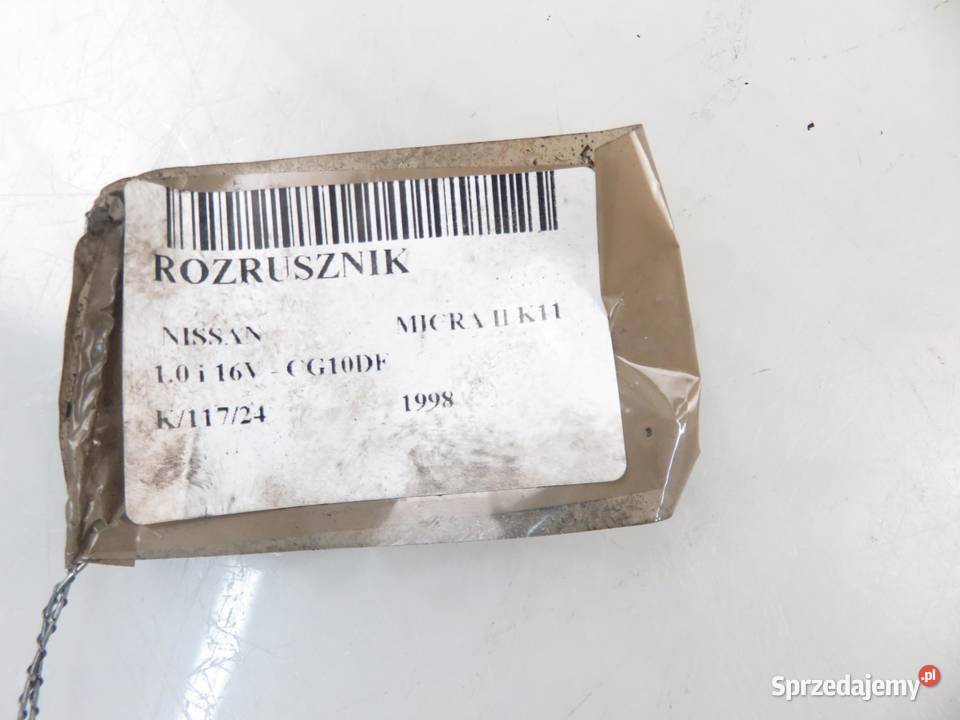 ROZRUSZNIK
NISSAN MICRA II K11
1.0 i 16V - CG10DE
K/117/24 1998
Sprzedajemy.pl